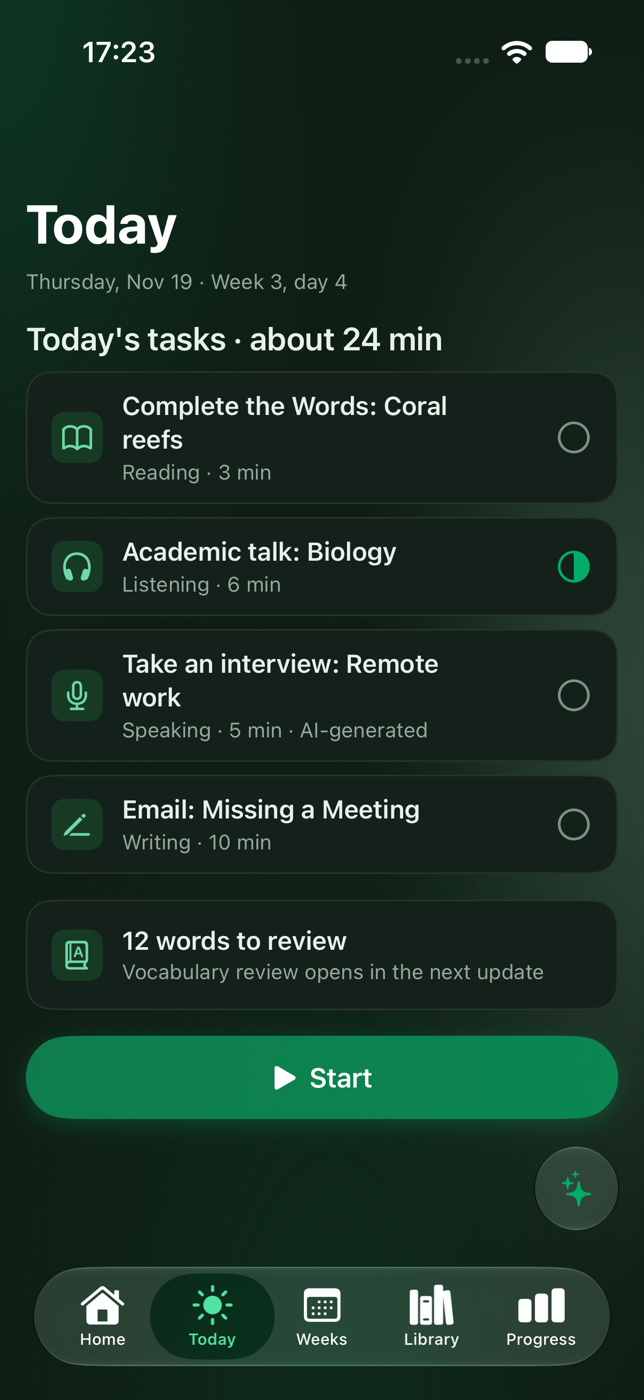 17:23
Today
Thursday, Nov 19 · Week 3, day 4
Today's tasks · about 24 min
Complete the Words: Coral
reefs
Reading · 3 min
Academic talk: Biology
Listening · 6 min
Take an interview: Remote
work
Speaking · 5 min · AI-generated
Email: Missing a Meeting
Writing · 10 min
A
12 words to review
Vocabulary review opens in the next update
Start
Home
Today
Weeks
Library
Progress